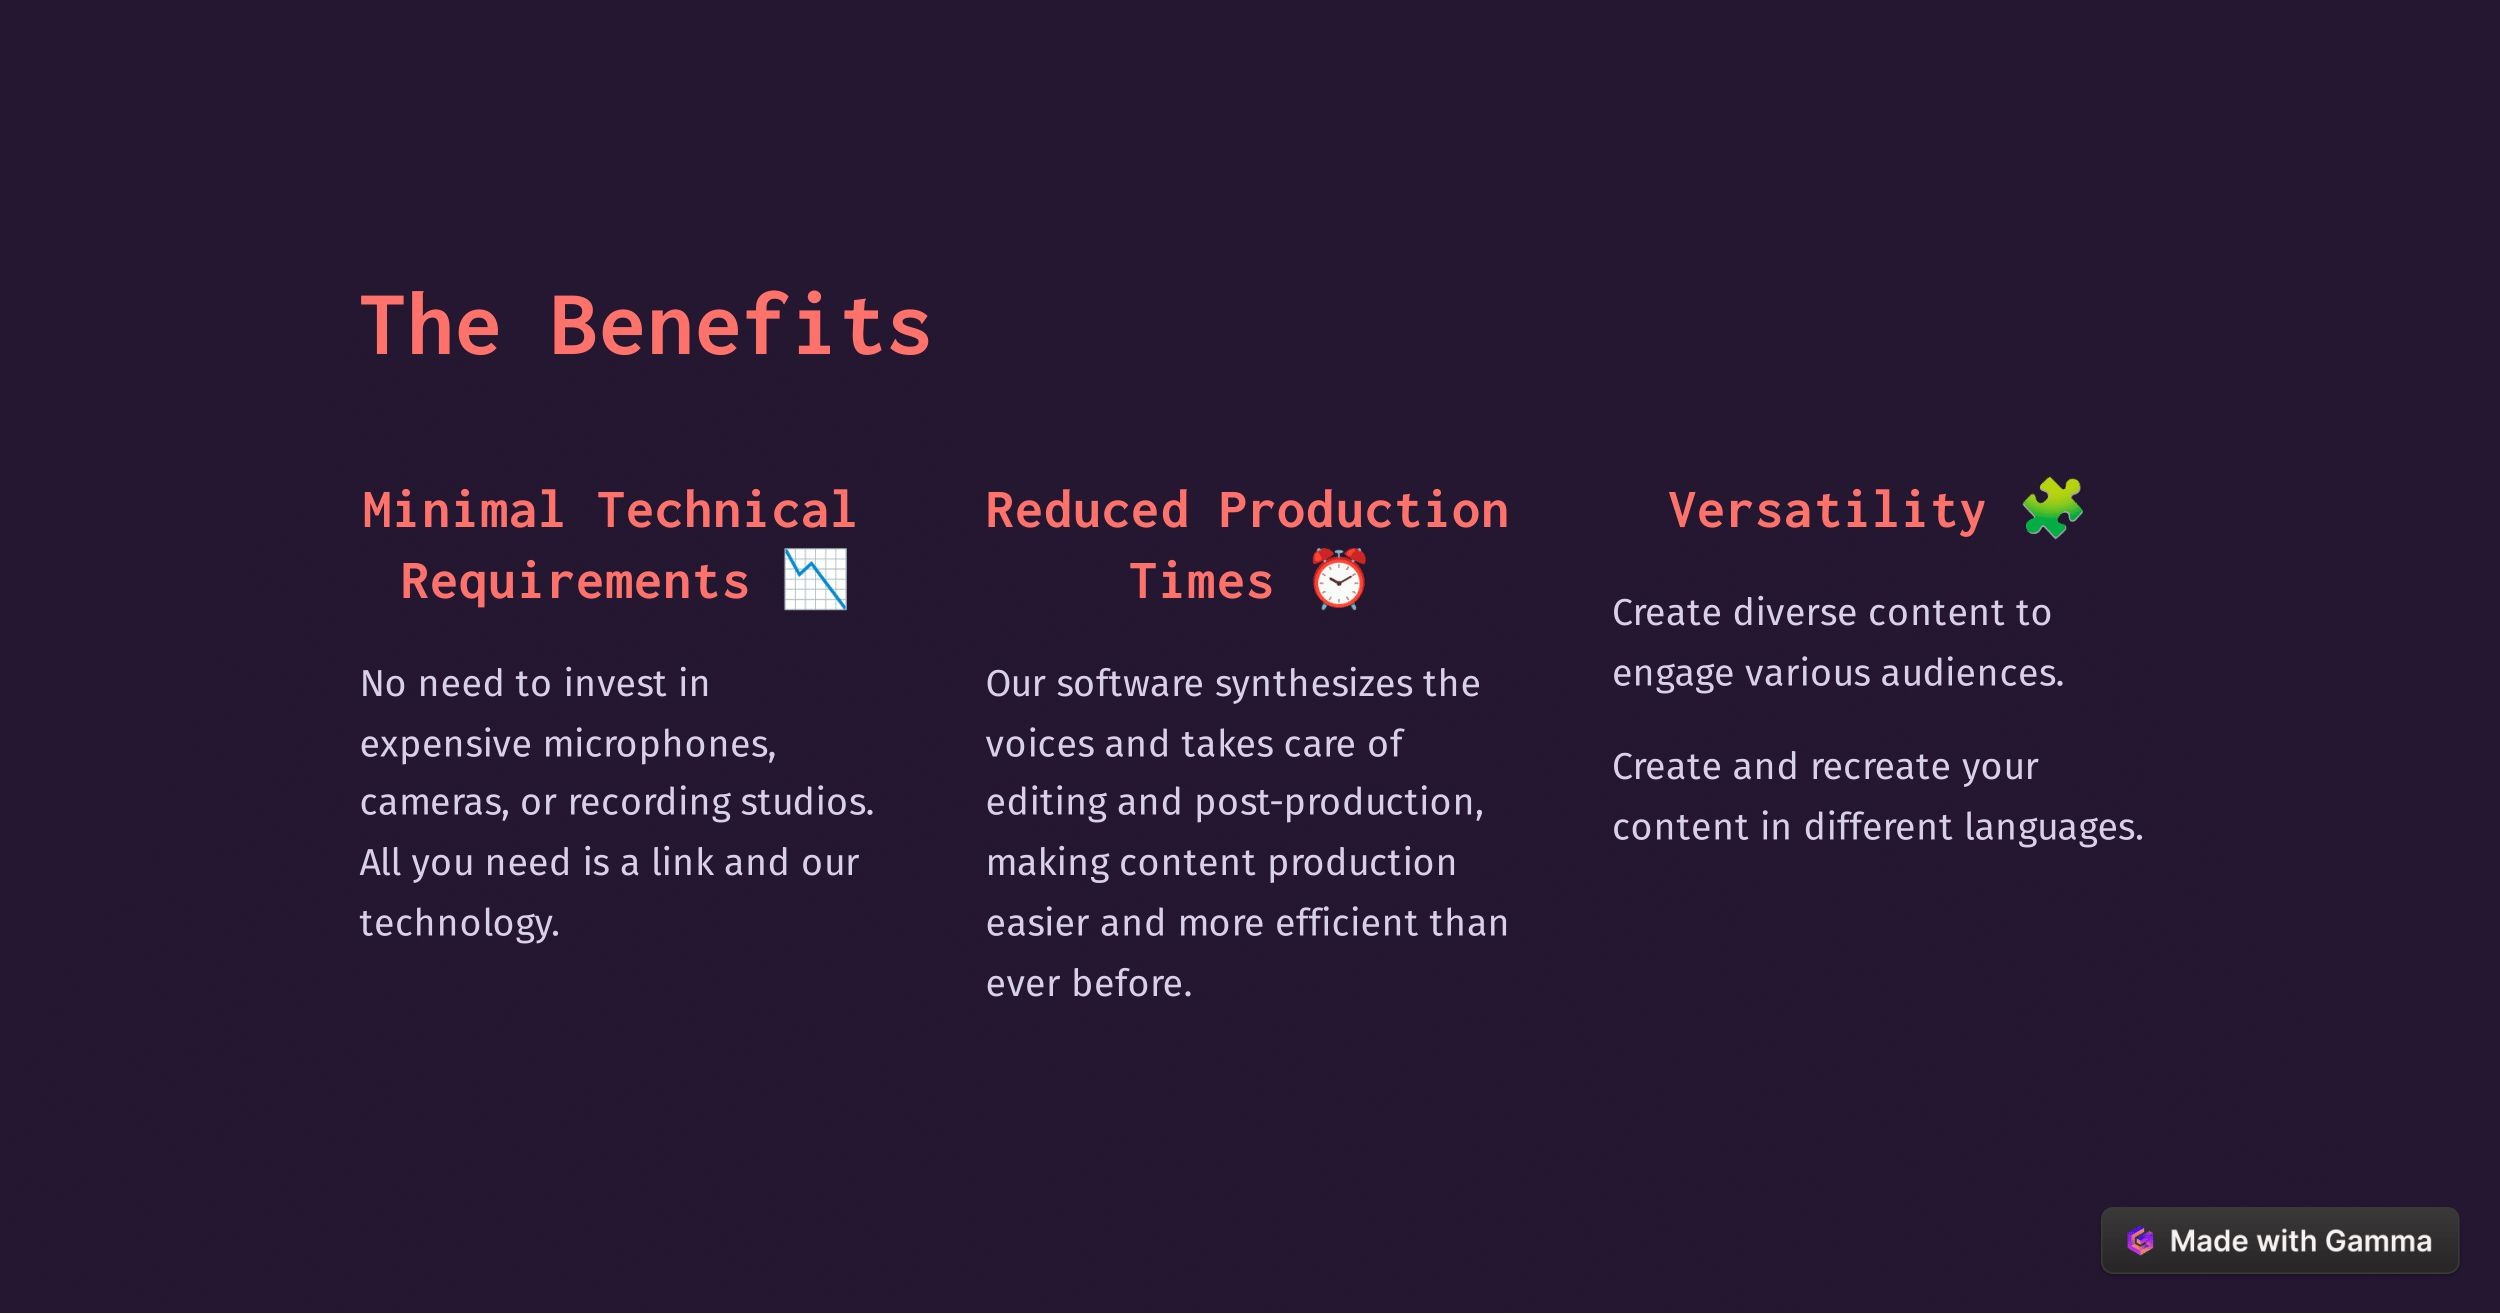 The Benefits
Minimal Technical
Requirements 📉
No need to invest in
expensive microphones,
cameras, or recording studios.
All you need is a link and our
technology.
Reduced Production
Times ⏰
Our software synthesizes the
voices and takes care of
editing and post-production,
making content production
easier and more efficient than
ever before.
Versatility 🧩
Create diverse content to
engage various audiences.
Create and recreate your
content in different languages.
Made with Gamma